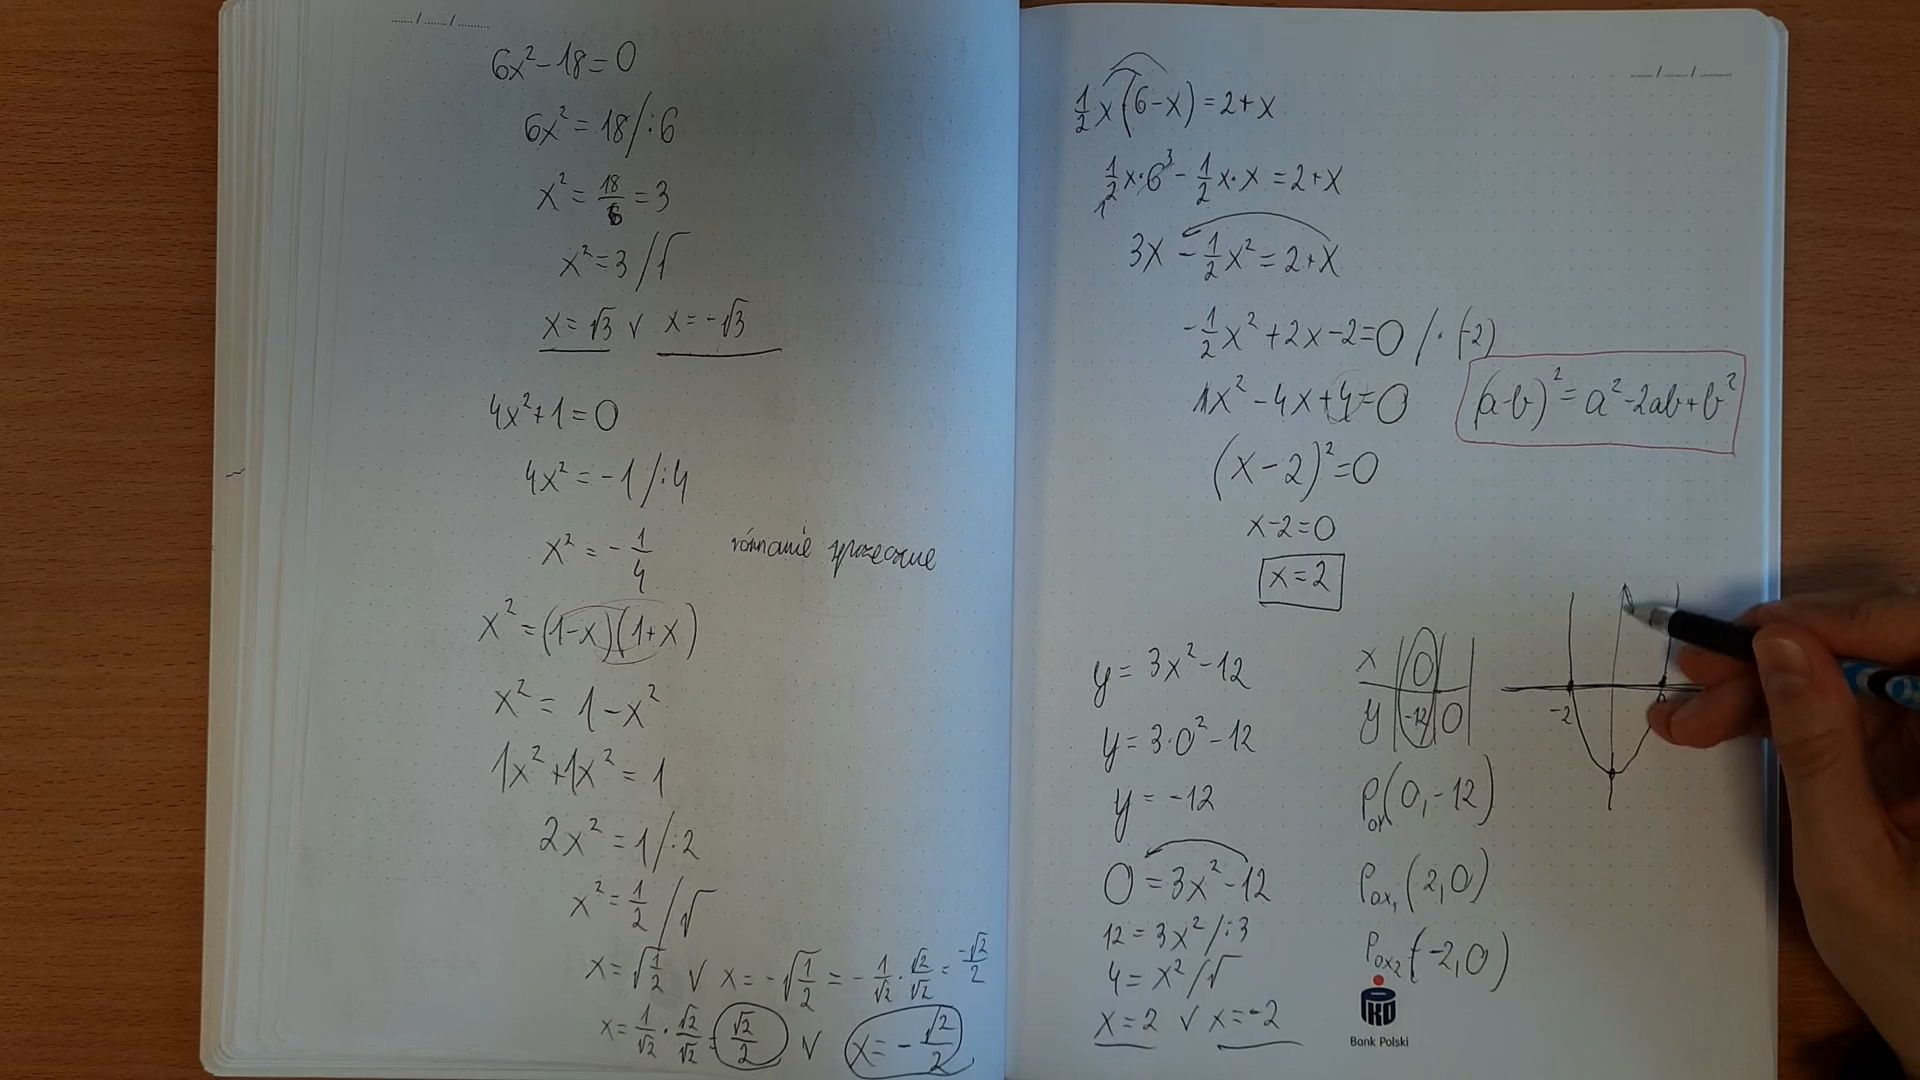 6x²-18=0
6x²=18/:6
x²=18/6=3
x²=3/√
x=√3 ∨ x=-√3
4x²+1=0
4x²=-1/:4
x²=-1/4 równanie sprzeczne
x²=(1-x)(1+x)
x²=1-x²
1x²+1x²=1
2x²=1/:2
x²=1/2/√
x=√1/2 ∨ x=-√1/2=-1/√2·√2/√2=-√2/2
x=1/√2·√2/√2=√2/2 ∨ x=-√2/2
1/2x(6-x)=2+x
1/2x·6³-1/2x·x=2+x
1
3x-1/2x²=2+x
-1/2x²+2x-2=0/·(-2)
1x²-4x+4=0
(a-b)²=a²-2ab+b²
(x-2)²=0
x-2=0
x=2
y=3x²-12
y=3·0²-12
y=-12
0=3x²-12
12=3x²/:3
4=x²/√
x=2 ∨ x=-2
x 0
y -12 0
P(0,-12)
Pox₁(2,0)
Pox₂(-2,0)
-2
Bank Polski